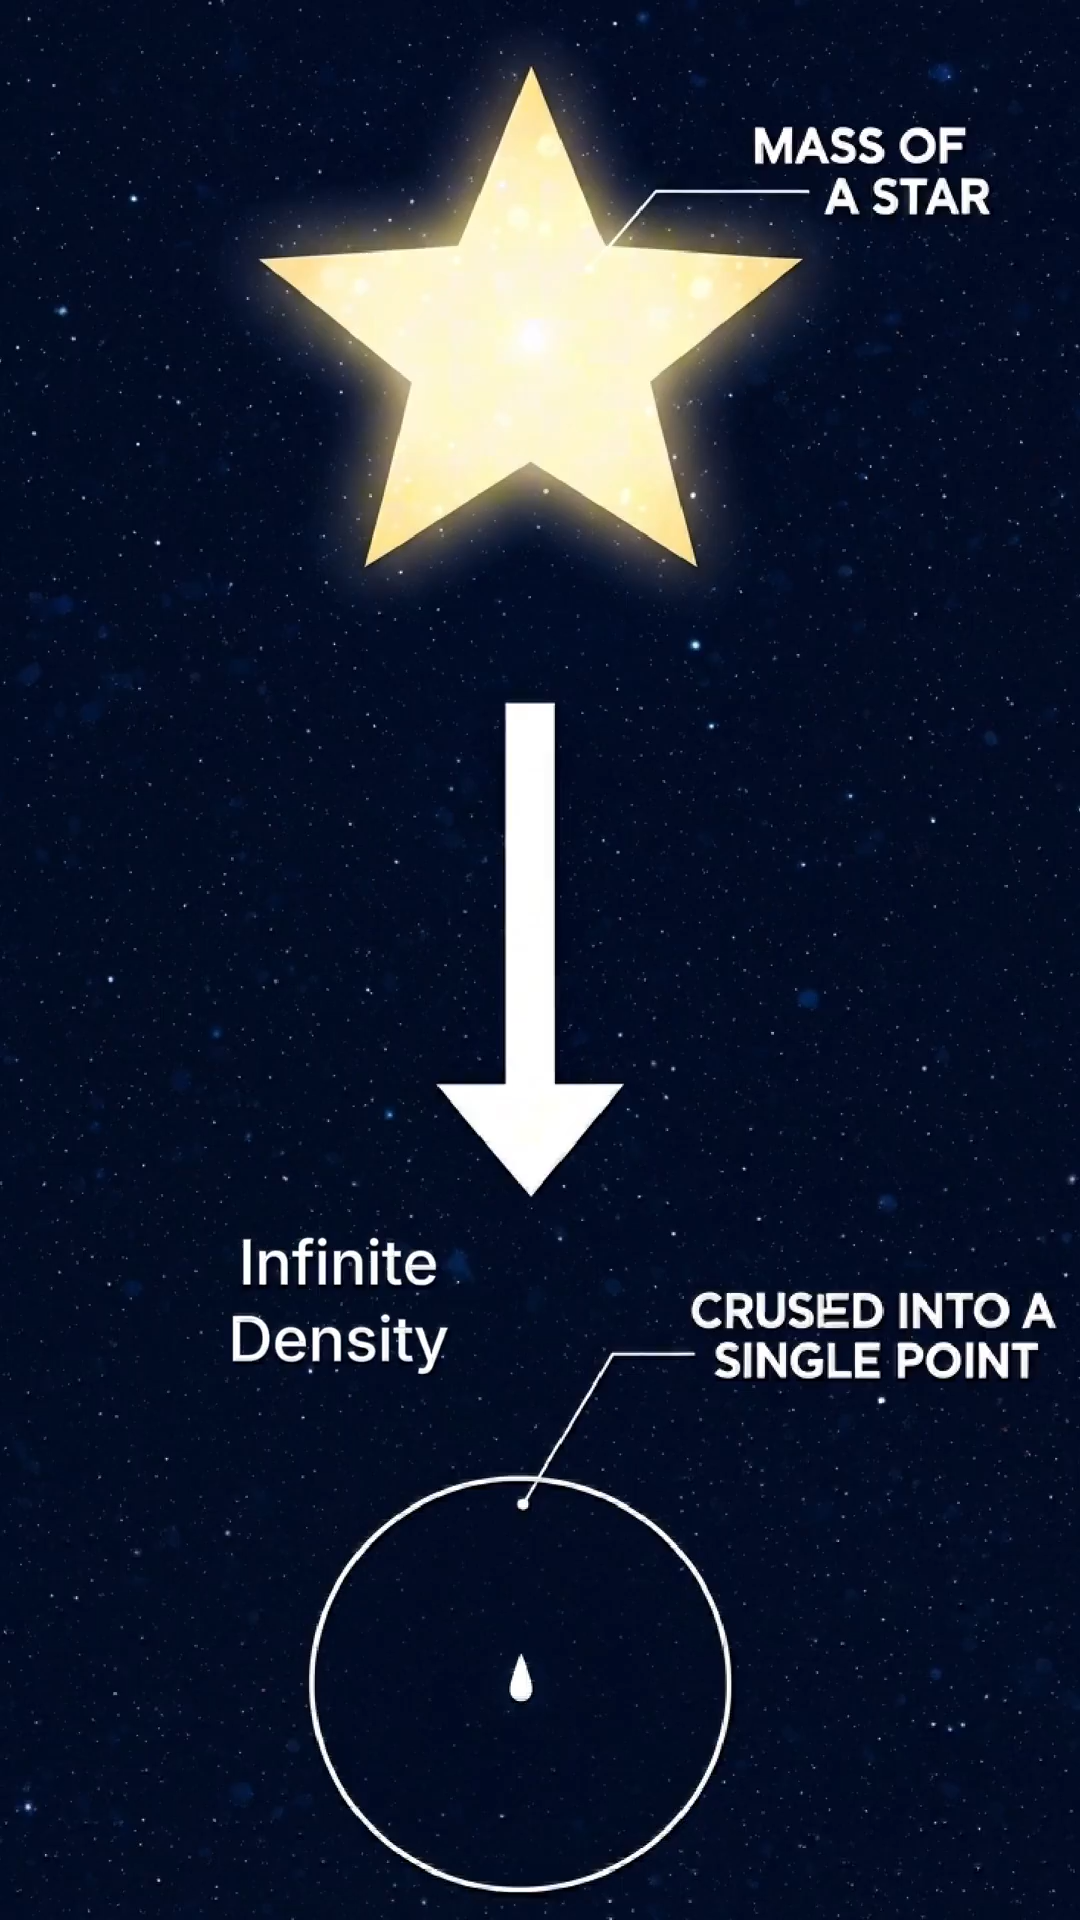 MASS OF
A STAR
Infinite
Density
CRUSED INTO A
SINGLE POINT